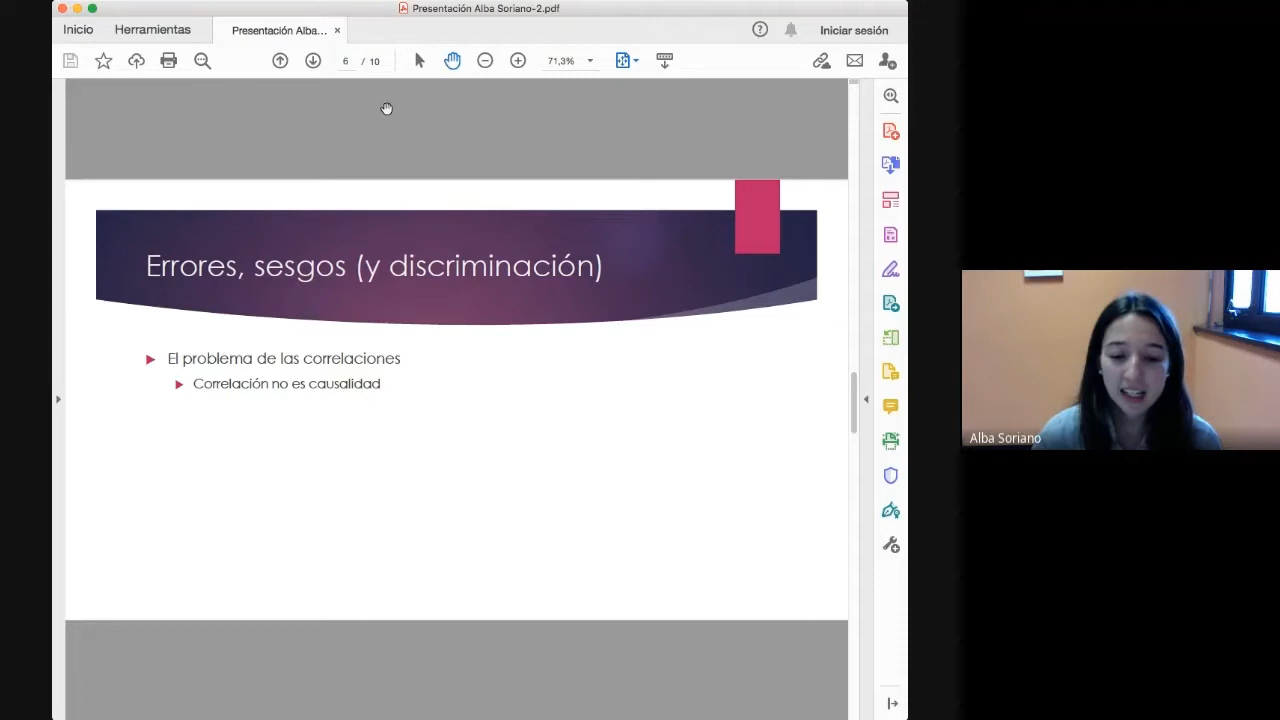 Presentación Alba Soriano-2.pdf
Inicio
Herramientas
Presentación Alba...
×
Iniciar sesión
6 / 10
71,3%
Errores, sesgos (y discriminación)
El problema de las correlaciones
Correlación no es causalidad
Alba Soriano